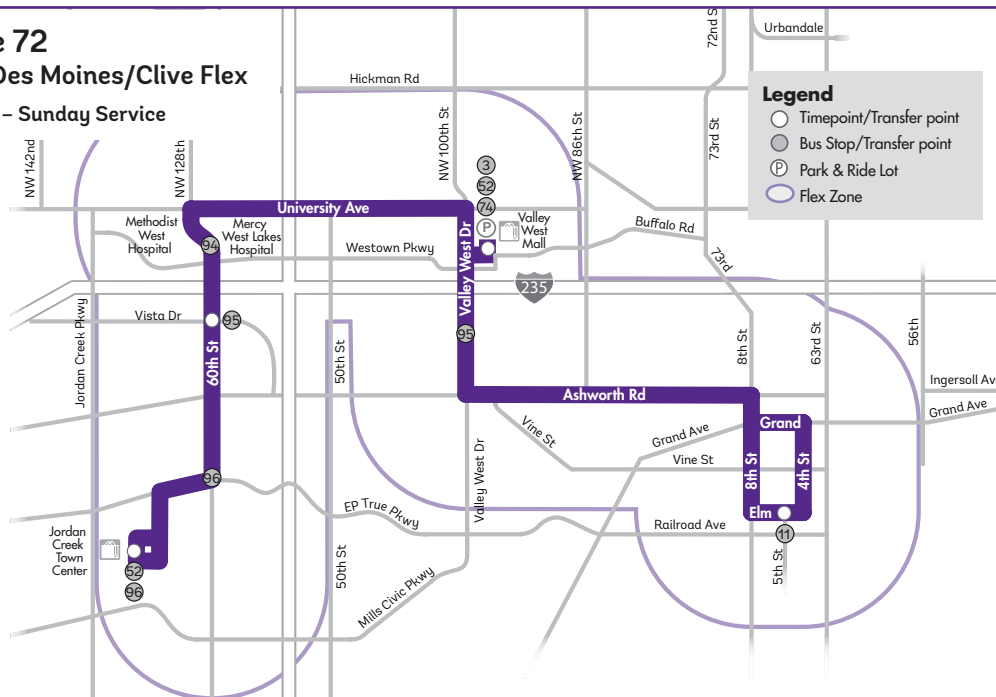 e 72
Des Moines/Clive Flex
– Sunday Service
Legend
Timepoint/Transfer point
Bus Stop/Transfer point
P
Park & Ride Lot
Flex Zone
Urbandale
72nd S
Hickman Rd
NW 142nd
NW 128th
NW 100th St
NW 86th St
73rd St
3
52
74
P
Valley
West
Mall
University Ave
Methodist
West
Hospital
Mercy
West Lakes
Hospital
94
Westown Pkwy
Buffalo Rd
73rd
Valley West Dr
235
Jordan Creek Pkwy
Vista Dr
95
60th St
50th St
95
8th St
63rd St
56th
Ingersoll Av
Grand Ave
Ashworth Rd
Grand
Vine St
Grand Ave
Vine St
8th St
4th St
Elm
96
EP True Pkwy
Valley West Dr
Railroad Ave
11
5th St
Jordan
Creek
Town
Center
52
96
50th St
Mills Civic Pkwy